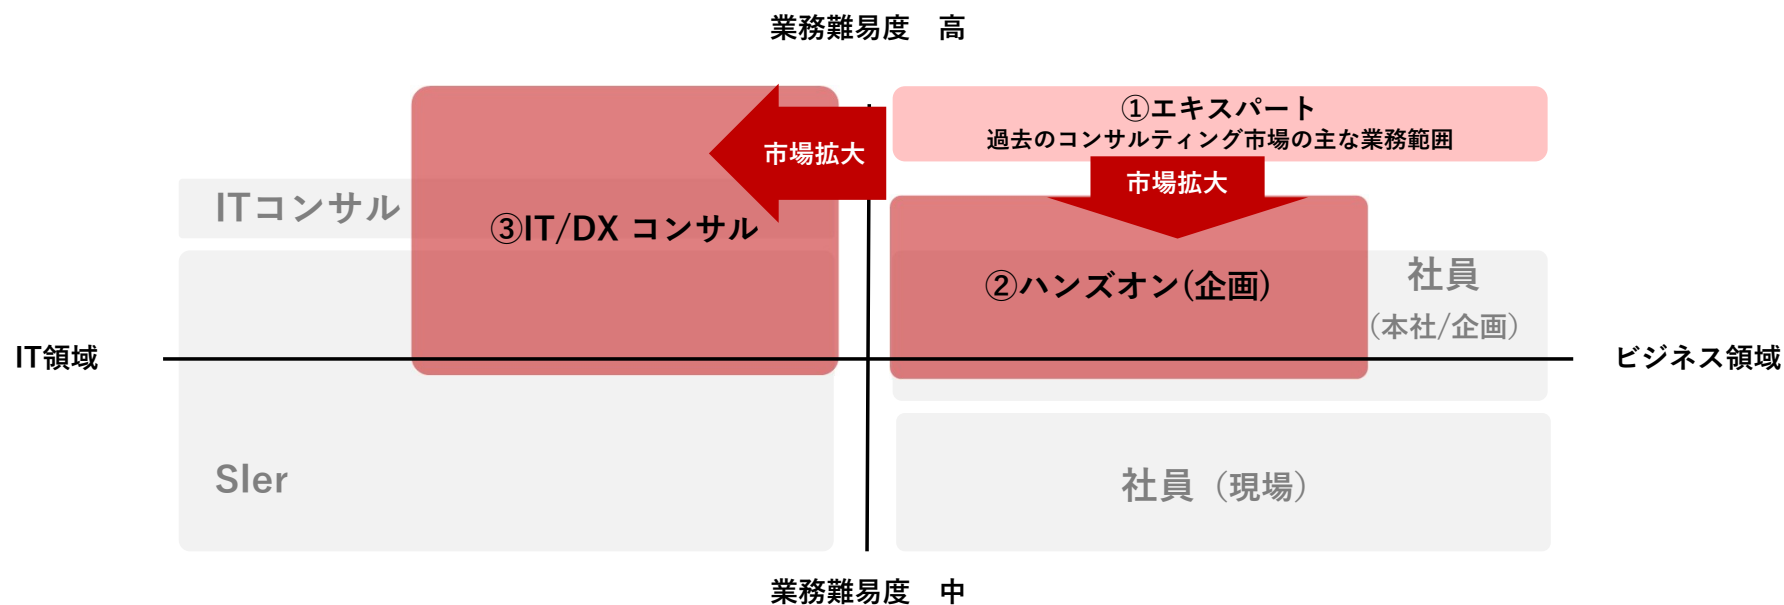 業務難易度　高
①エキスパート
過去のコンサルティング市場の主な業務範囲
市場拡大
市場拡大
ITコンサル
③IT/DX コンサル
②ハンズオン(企画)
社員
(本社/企画)
IT領域
ビジネス領域
SIer
社員（現場）
業務難易度　中